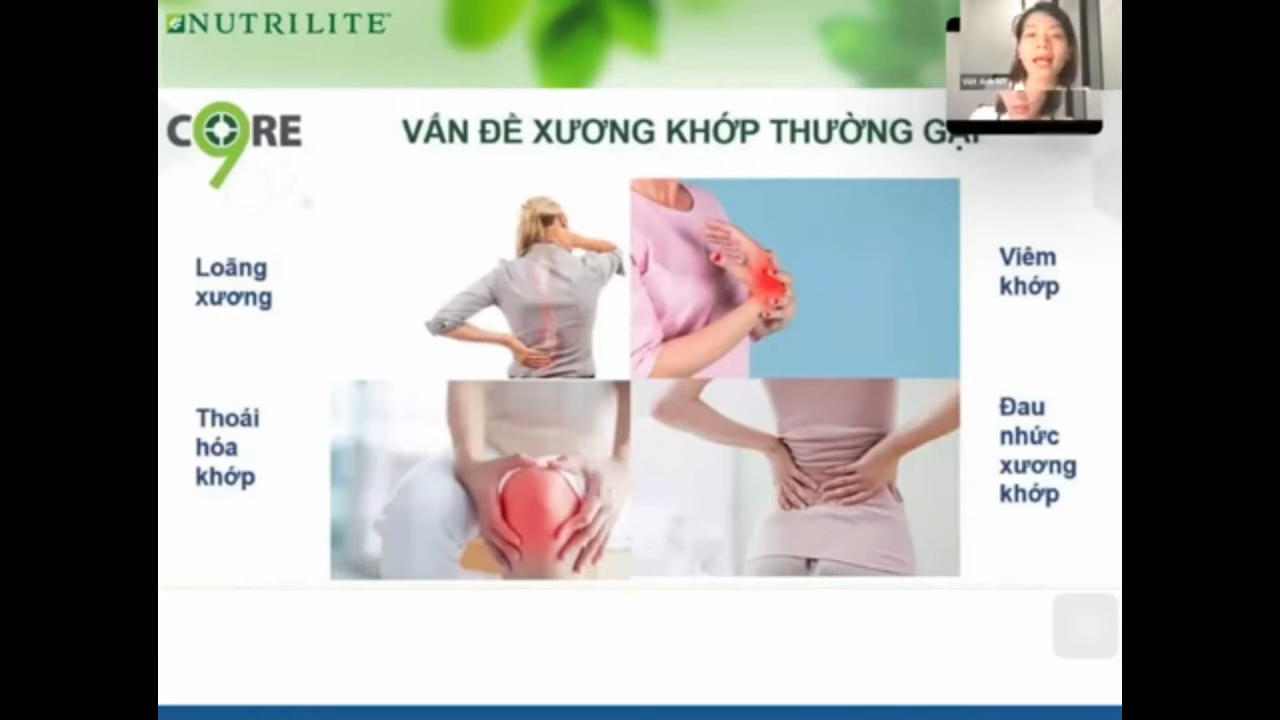 NUTRILITE
CORE
9
VẤN ĐỀ XƯƠNG KHỚP THƯỜNG
Loãng
xương
Viêm
khớp
Thoái
hóa
khớp
Đau
nhức
xương
khớp